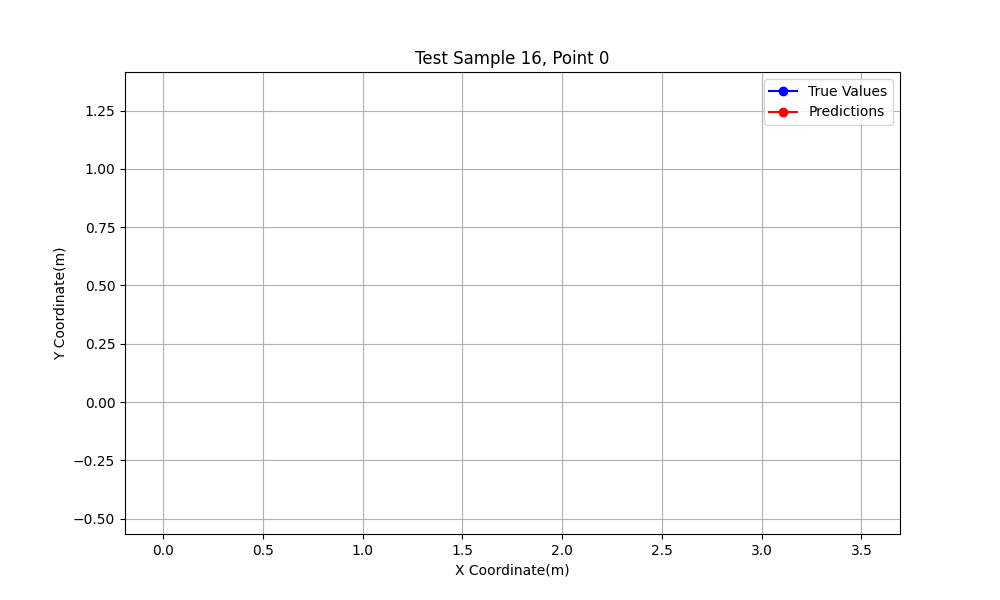 Test Sample 16, Point 0
True Values
Predictions
Y Coordinate(m)
1.25
1.00
0.75
0.50
0.25
0.00
−0.25
−0.50
0.0 0.5 1.0 1.5 2.0 2.5 3.0 3.5
X Coordinate(m)